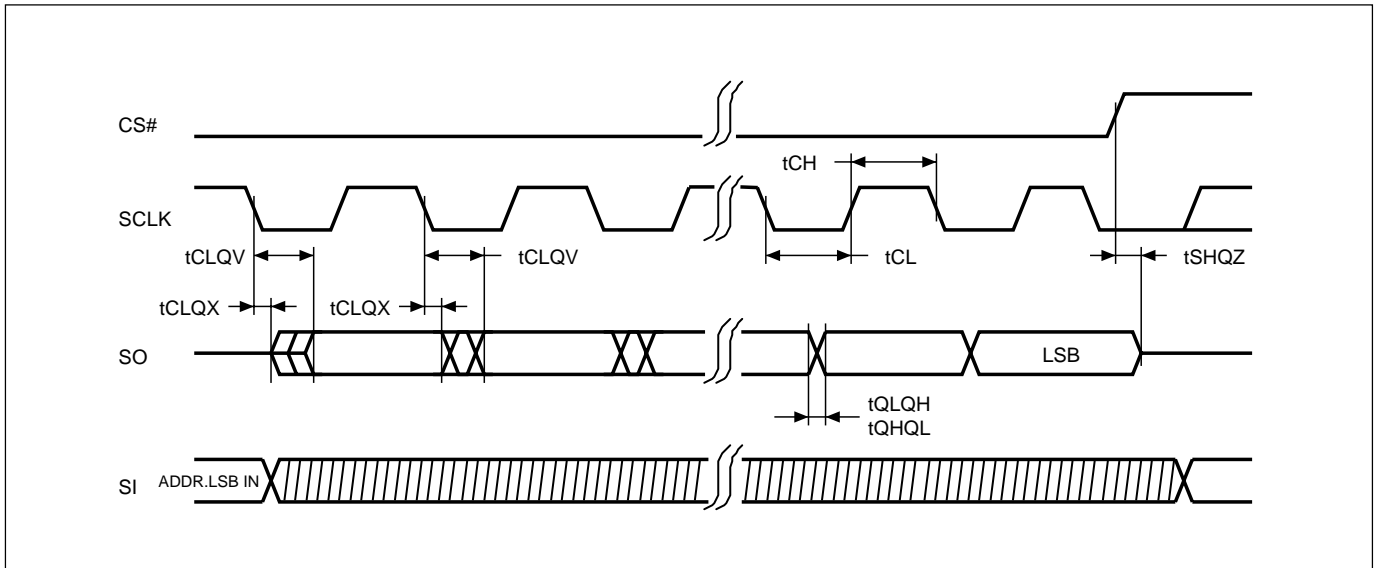 CS#
tCH
SCLK
tCLQV
tCLQV
tCL
tSHQZ
tCLQX
tCLQX
SO
LSB
tQLQH
tQHQL
SI
ADDR.LSB IN